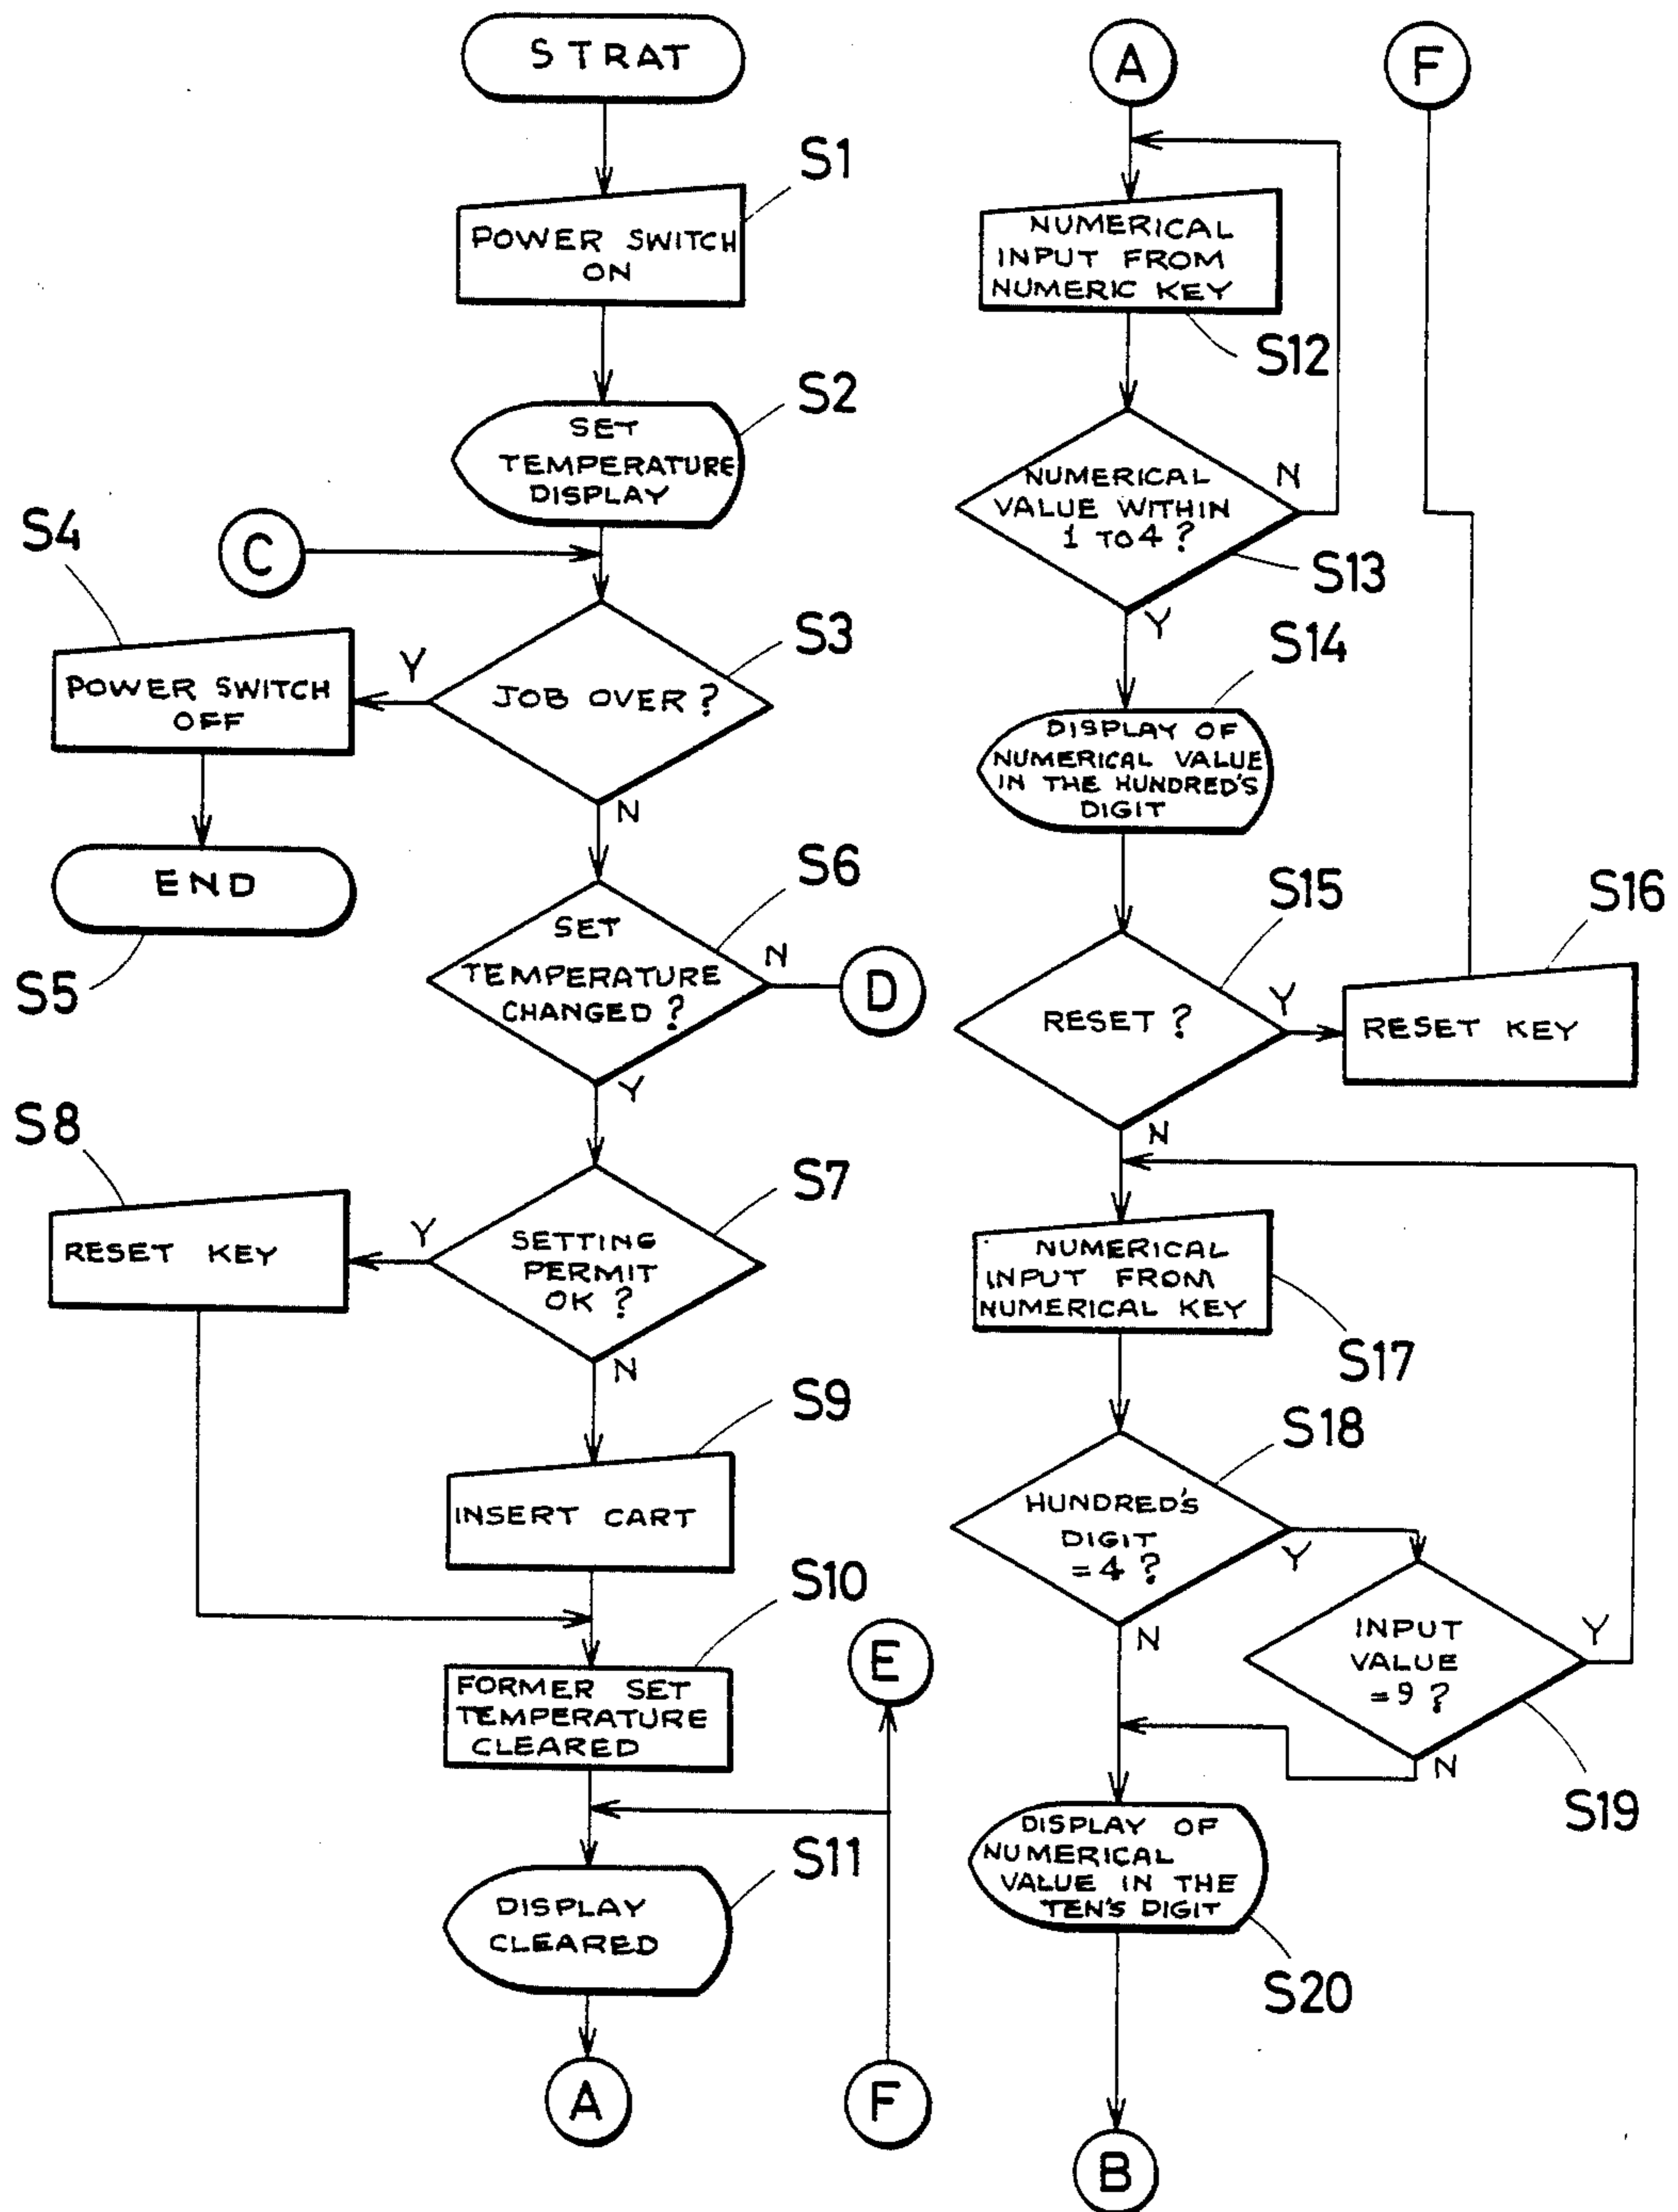 STRAT
S1
POWER SWITCH
ON
S2
SET
TEMPERATURE
DISPLAY
C
S3
JOB OVER?
Y
N
S4
POWER SWITCH
OFF
END
S5
S6
SET
TEMPERATURE
CHANGED?
N
D
Y
S7
SETTING
PERMIT
OK?
Y
N
S8
RESET KEY
S9
INSERT CART
S10
FORMER SET
TEMPERATURE
CLEARED
E
S11
DISPLAY
CLEARED
A
F
A
F
NUMERICAL
INPUT FROM
NUMERIC KEY
S12
NUMERICAL
VALUE WITHIN
1 TO 4?
N
S13
Y
S14
DISPLAY OF
NUMERICAL VALUE
IN THE HUNDRED'S
DIGIT
S15
RESET?
Y
S16
RESET KEY
N
NUMERICAL
INPUT FROM
NUMERICAL KEY
S17
S18
HUNDRED'S
DIGIT
=4?
Y
N
INPUT
VALUE
=9?
Y
N
S19
DISPLAY OF
NUMERICAL
VALUE IN THE
TEN'S DIGIT
S20
B